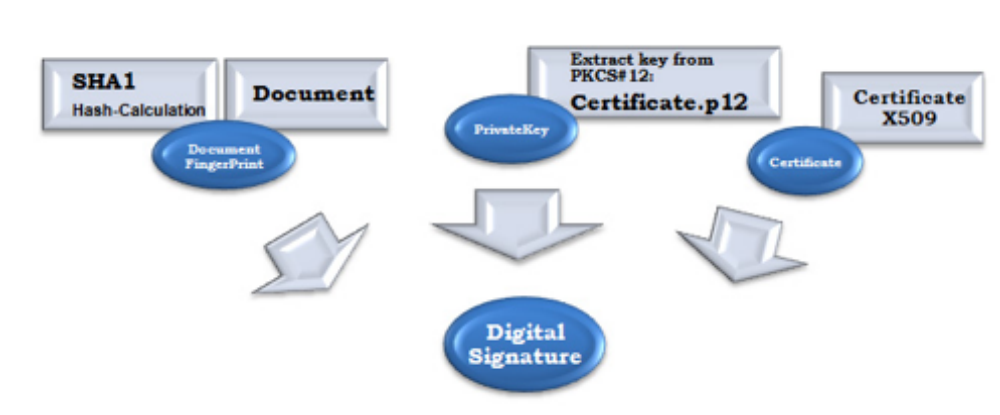 SHA1
Hash-Calculation
Document
Document
FingerPrint
Extract key from
PKCS#12:
Certificate.p12
PrivateKey
Certificate
X509
Certificate
Digital
Signature